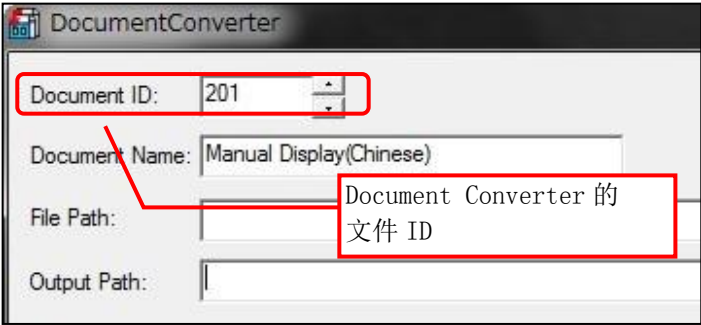 DocumentConverter
Document ID: 201
Document Name: Manual Display(Chinese)
File Path:
Document Converter 的
文件 ID
Output Path: